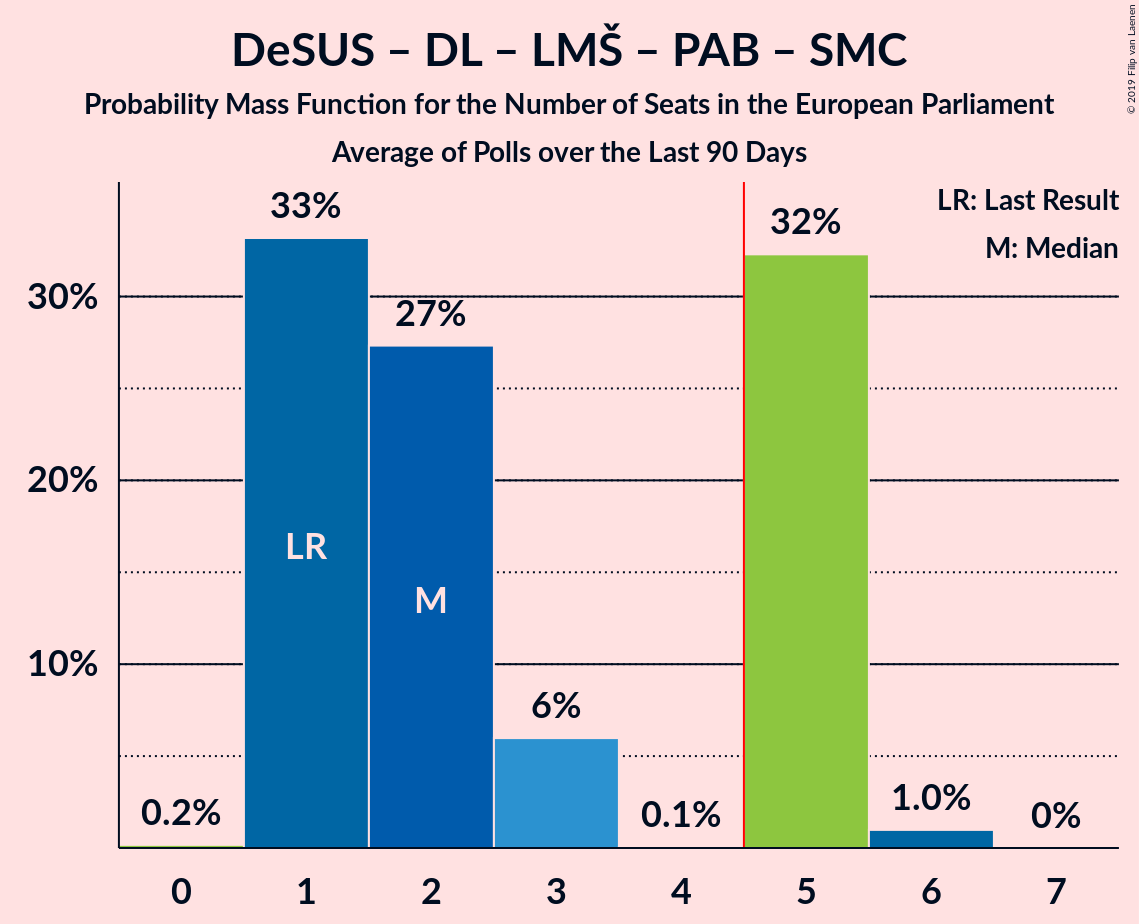 DeSUS – DL – LMŠ – PAB – SMC
Probability Mass Function for the Number of Seats in the European Parliament
Average of Polls over the Last 90 Days
© 2019 Filip van Laenen
LR: Last Result
M: Median
33%
32%
27%
30%
20%
10%
LR
M
6%
0.2%
0.1%
1.0%
0%
0 1 2 3 4 5 6 7